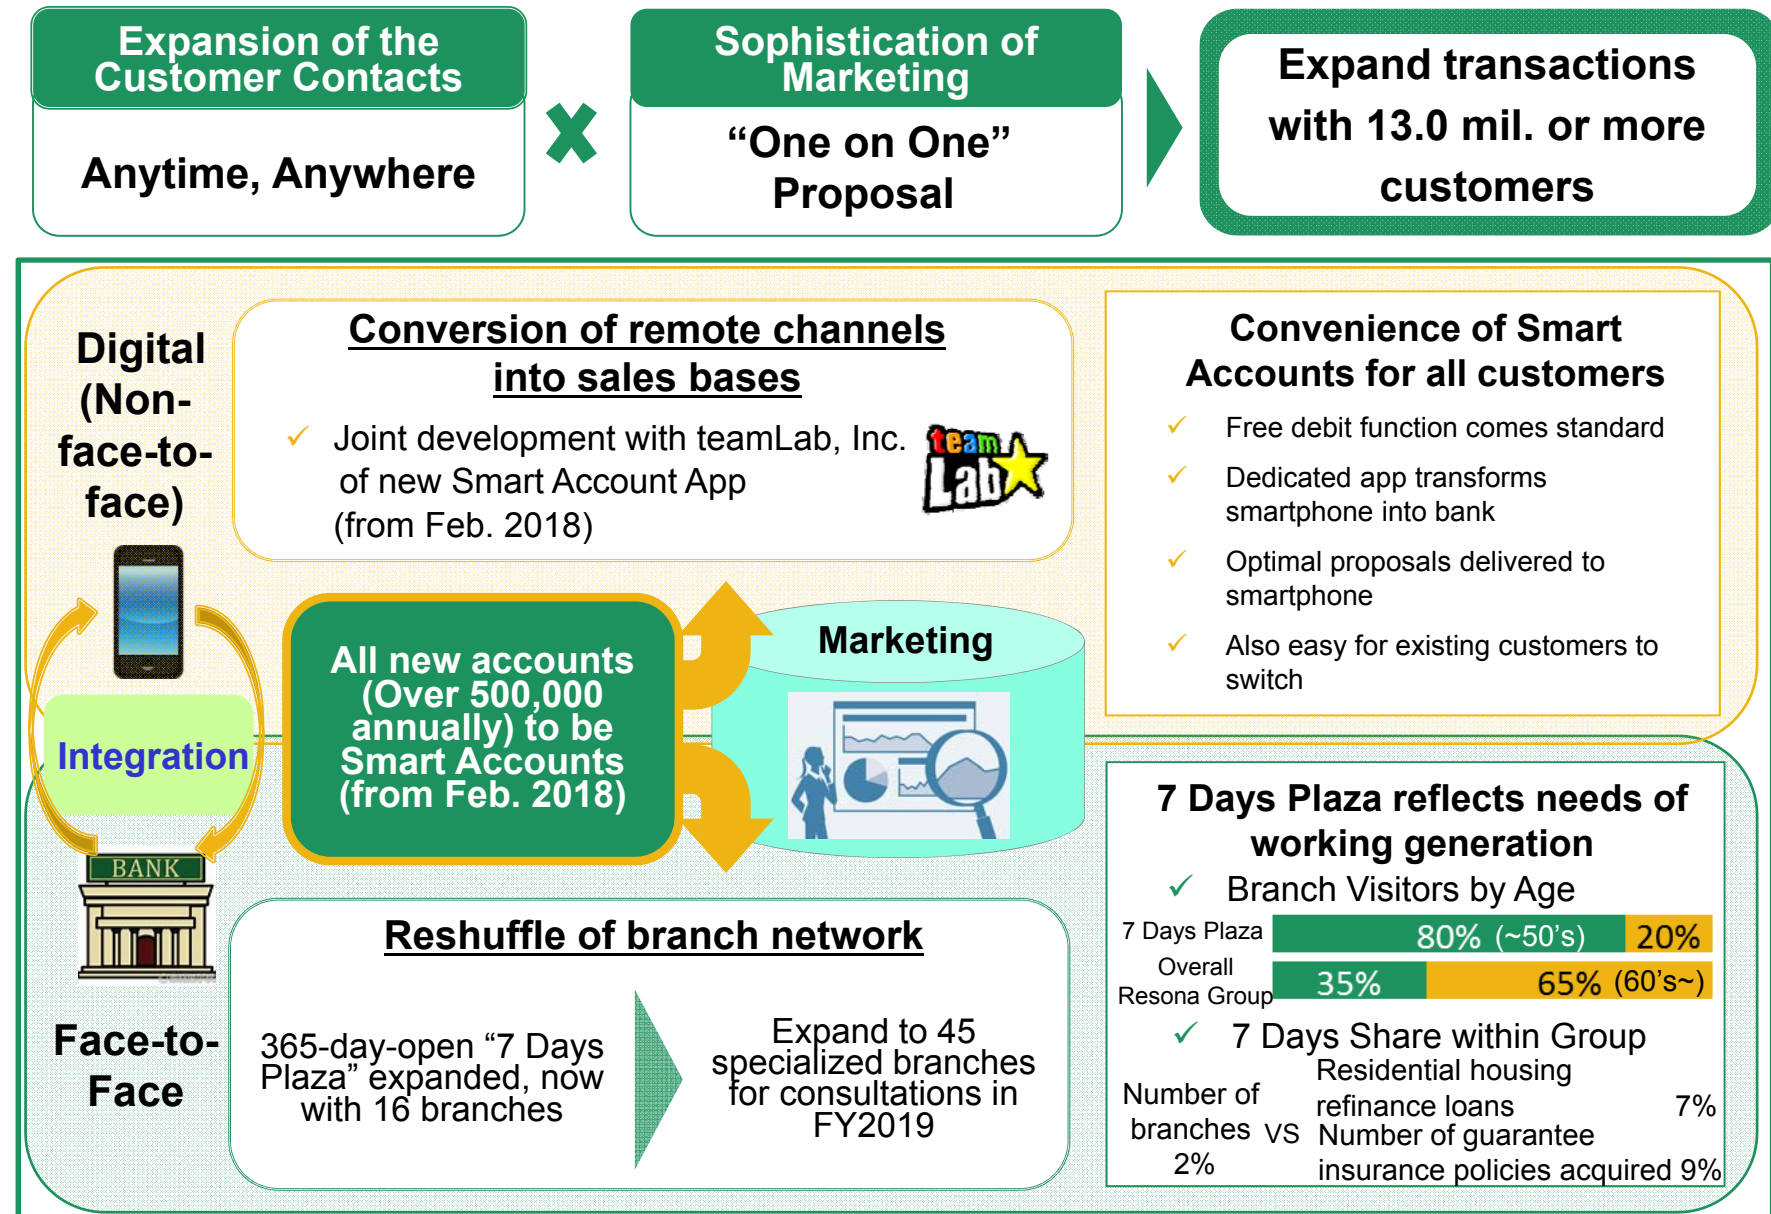 Expansion of the
Customer Contacts
Anytime, Anywhere
Sophistication of
Marketing
“One on One”
Proposal
Expand transactions
with 13.0 mil. or more
customers
Digital
(Non-
face-to-
face)
Conversion of remote channels
into sales bases
✓ Joint development with teamLab, Inc.
of new Smart Account App
(from Feb. 2018)
team
Lab
Convenience of Smart
Accounts for all customers
✓ Free debit function comes standard
✓ Dedicated app transforms
smartphone into bank
✓ Optimal proposals delivered to
smartphone
✓ Also easy for existing customers to
switch
Integration
All new accounts
(Over 500,000
annually) to be
Smart Accounts
(from Feb. 2018)
Marketing
BANK
Face-to-
Face
Reshuffle of branch network
365-day-open “7 Days
Plaza” expanded, now
with 16 branches
Expand to 45
specialized branches
for consultations in
FY2019
7 Days Plaza reflects needs of
working generation
✓ Branch Visitors by Age
7 Days Plaza 80% (~50’s) 20%
Overall
Resona Group 35% 65% (60’s~)
✓ 7 Days Share within Group
Number of
branches
2%
VS
Residential housing
refinance loans 7%
Number of guarantee
insurance policies acquired 9%